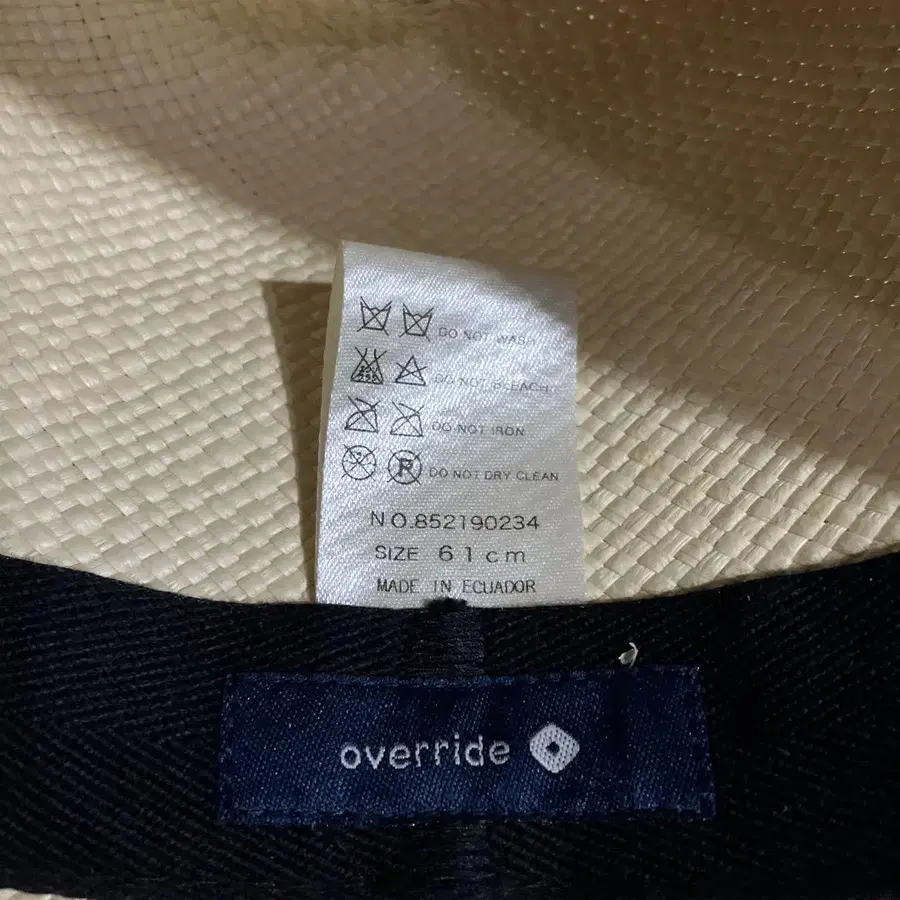 DO NOT WASH
DO NOT BLEACH
DO NOT IRON
R DO NOT DRY CLEAN
NO.852190234
SIZE 61cm
MADE IN ECUADOR
override